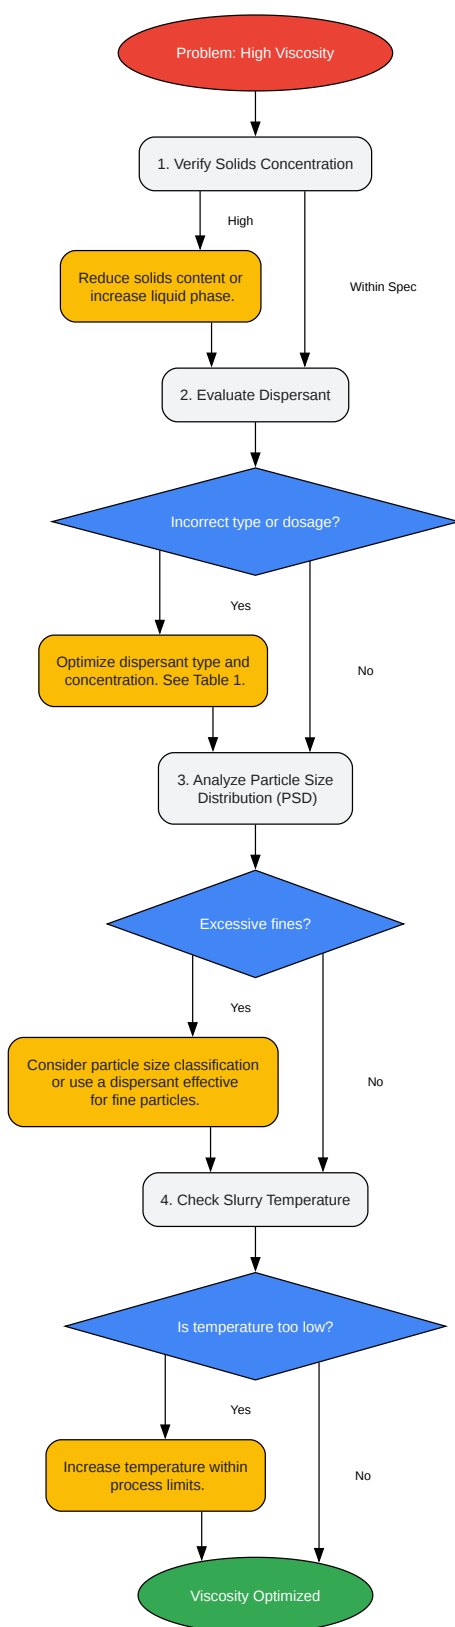 Problem: High Viscosity
1. Verify Solids Concentration
High
Reduce solids content or
increase liquid phase.
Within Spec
2. Evaluate Dispersant
Incorrect type or dosage?
Yes
Optimize dispersant type and
concentration. See Table 1.
No
3. Analyze Particle Size
Distribution (PSD)
Excessive fines?
Yes
Consider particle size classification
or use a dispersant effective
for fine particles.
No
4. Check Slurry Temperature
Is temperature too low?
Yes
Increase temperature within
process limits.
No
Viscosity Optimized